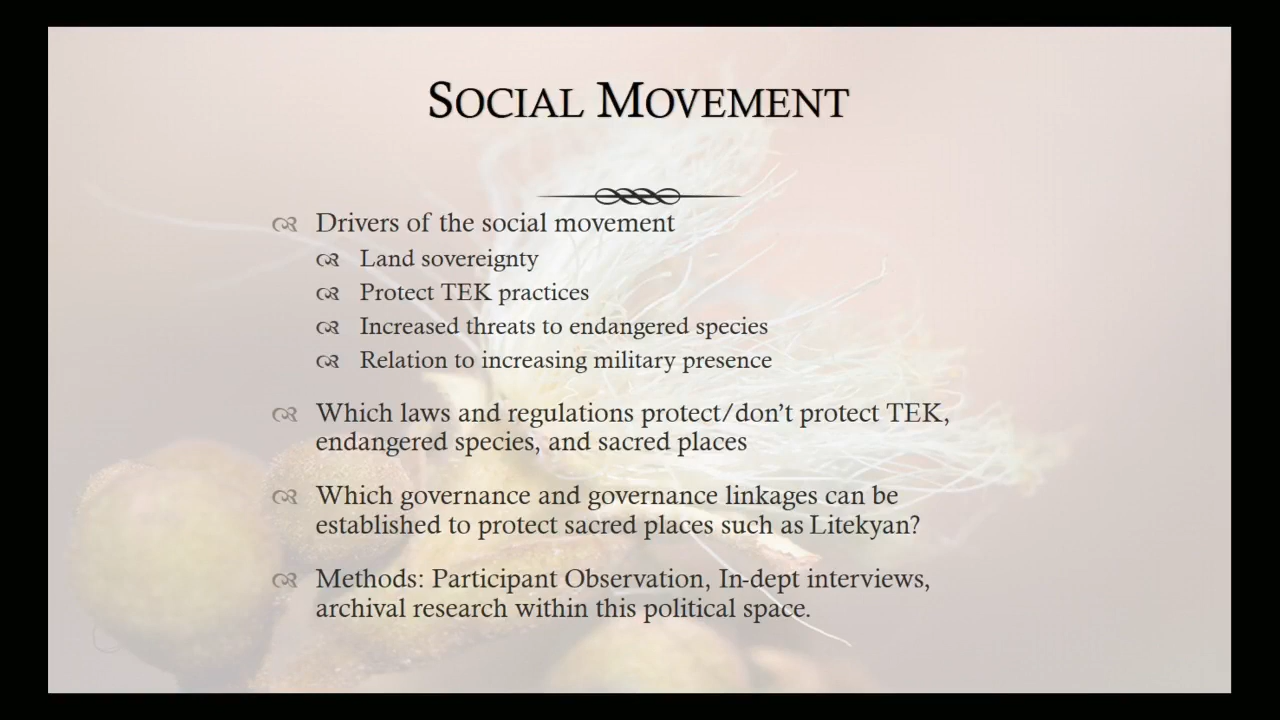 SOCIAL MOVEMENT
Drivers of the social movement
Land sovereignty
Protect TEK practices
Increased threats to endangered species
Relation to increasing military presence
Which laws and regulations protect/don't protect TEK,
endangered species, and sacred places
Which governance and governance linkages can be
established to protect sacred places such as Litekyan?
Methods: Participant Observation, In-dept interviews,
archival research within this political space.